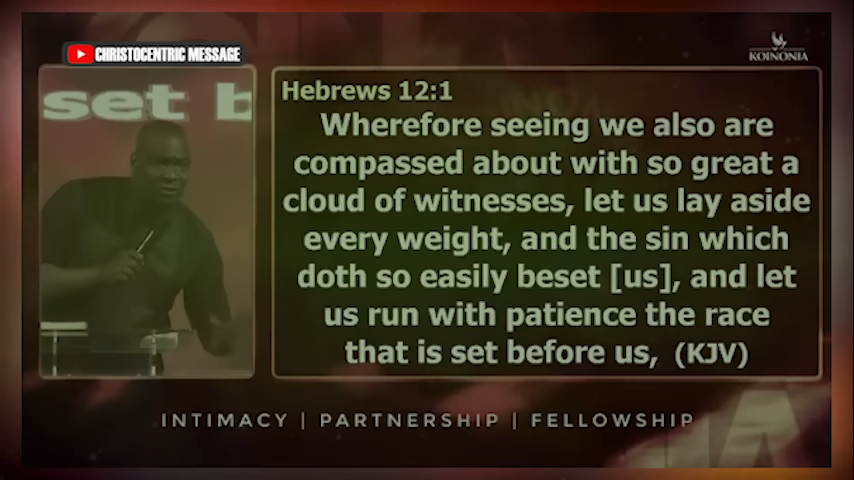 CHRISTOCENTRIC MESSAGE
KOINONIA
set b
Hebrews 12:1
Wherefore seeing we also are
compassed about with so great a
cloud of witnesses, let us lay aside
every weight, and the sin which
doth so easily beset [us], and let
us run with patience the race
that is set before us, (KJV)
INTIMACY | PARTNERSHIP | FELLOWSHIP